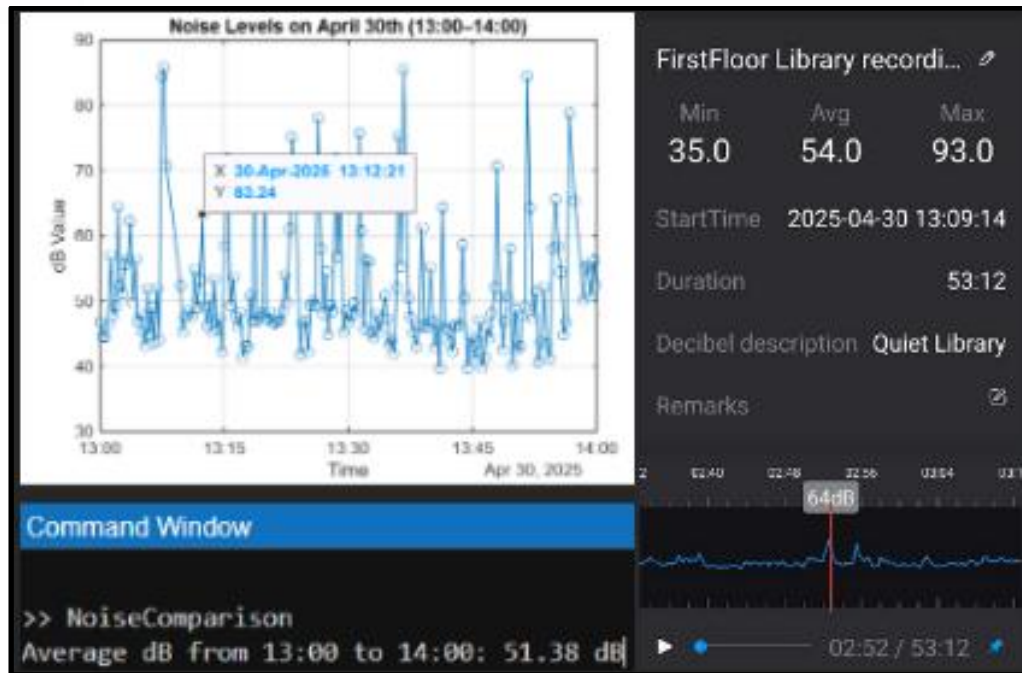 Noise Levels on April 30th (13:00–14:00)
90
80
70
60
50
40
30
dB Value
X 30-Apr-2025 13:12:21
Y 63.24
13:00 13:15 13:30 13:45 14:00
Time
Apr 30, 2025
Command Window
>> NoiseComparison
Average dB from 13:00 to 14:00: 51.38 dB
FirstFloor Library recordi...
Min Avg Max
35.0 54.0 93.0
StartTime 2025-04-30 13:09:14
Duration 53:12
Decibel description Quiet Library
Remarks
2 02:40 02:48 02:56 03:04 03:1
64dB
02:52 / 53:12